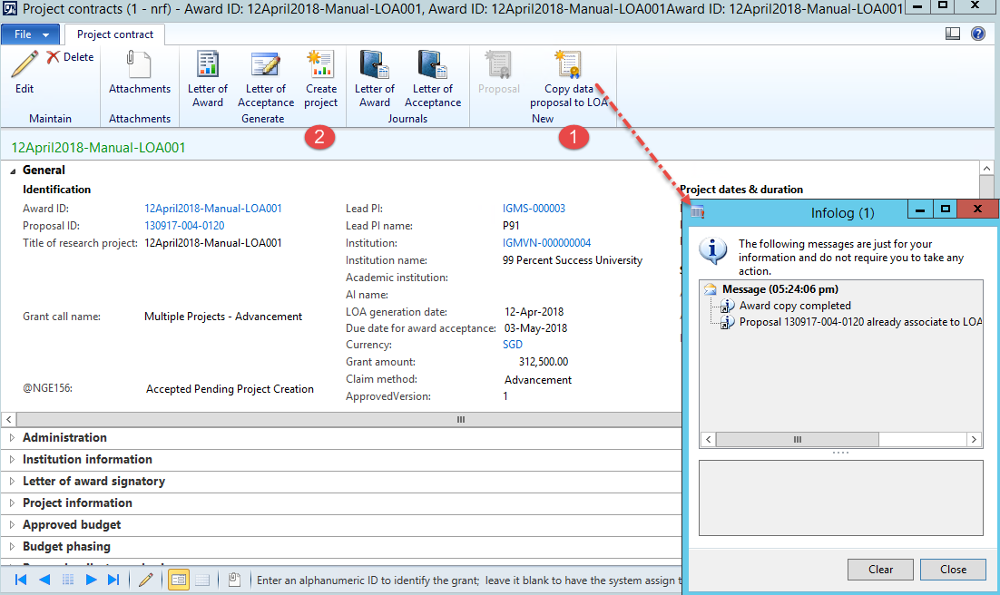 Project contracts (1 - nrf) - Award ID: 12April2018-Manual-LOA001, Award ID: 12April2018-Manual-LOA001Award ID: 12April2018-Manual-LOA001
File
Project contract
Edit
Delete
Maintain
Attachments
Attachments
Letter of
Award
Letter of
Acceptance
Create
project
Generate
Letter of
Award
Letter of
Acceptance
Journals
Proposal
Copy data
proposal to LOA
New
2
1
12April2018-Manual-LOA001
General
Identification
Award ID: 12April2018-Manual-LOA001
Proposal ID: 130917-004-0120
Title of research project: 12April2018-Manual-LOA001
Grant call name: Multiple Projects - Advancement
@NGE156: Accepted Pending Project Creation
Lead PI: IGMS-000003
Lead PI name: P91
Institution: IGMVN-000000004
Institution name: 99 Percent Success University
Academic institution:
AI name:
LOA generation date: 12-Apr-2018
Due date for award acceptance: 03-May-2018
Currency: SGD
Grant amount: 312,500.00
Claim method: Advancement
ApprovedVersion: 1
Project dates & duration
Administration
Institution information
Letter of award signatory
Project information
Approved budget
Budget phasing
Enter an alphanumeric ID to identify the grant; leave it blank to have the system assign t
Infolog (1)
The following messages are just for your
information and do not require you to take any
action.
Message (05:24:06 pm)
Award copy completed
Proposal 130917-004-0120 already associate to LOA
Clear
Close